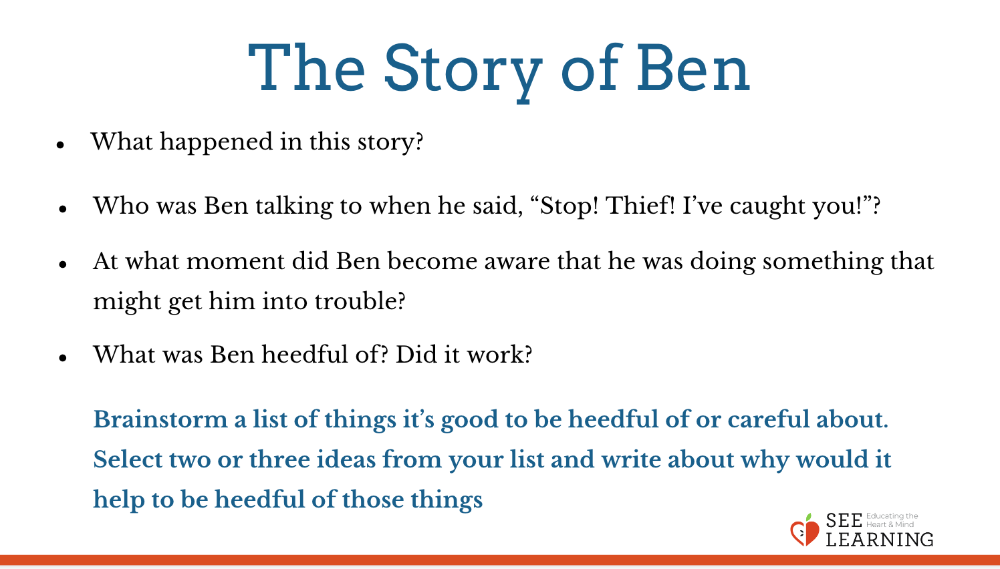 The Story of Ben
• What happened in this story?
• Who was Ben talking to when he said, “Stop! Thief! I’ve caught you!”?
• At what moment did Ben become aware that he was doing something that
might get him into trouble?
• What was Ben heedful of? Did it work?
Brainstorm a list of things it’s good to be heedful of or careful about.
Select two or three ideas from your list and write about why would it
help to be heedful of those things
SEE Educating the
Heart & Mind
LEARNING